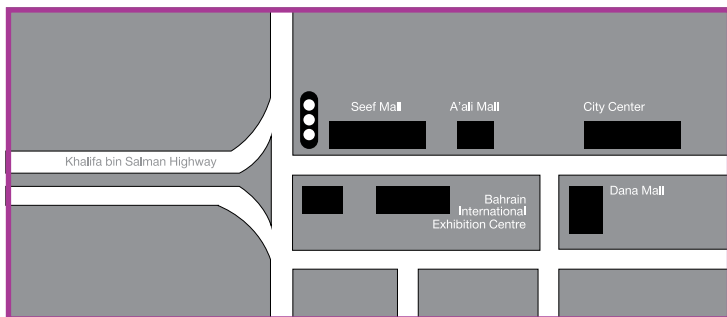 Seef Mall
A'ali Mall
City Center
Khalifa bin Salman Highway
Bahrain
International
Exhibition Centre
Dana Mall